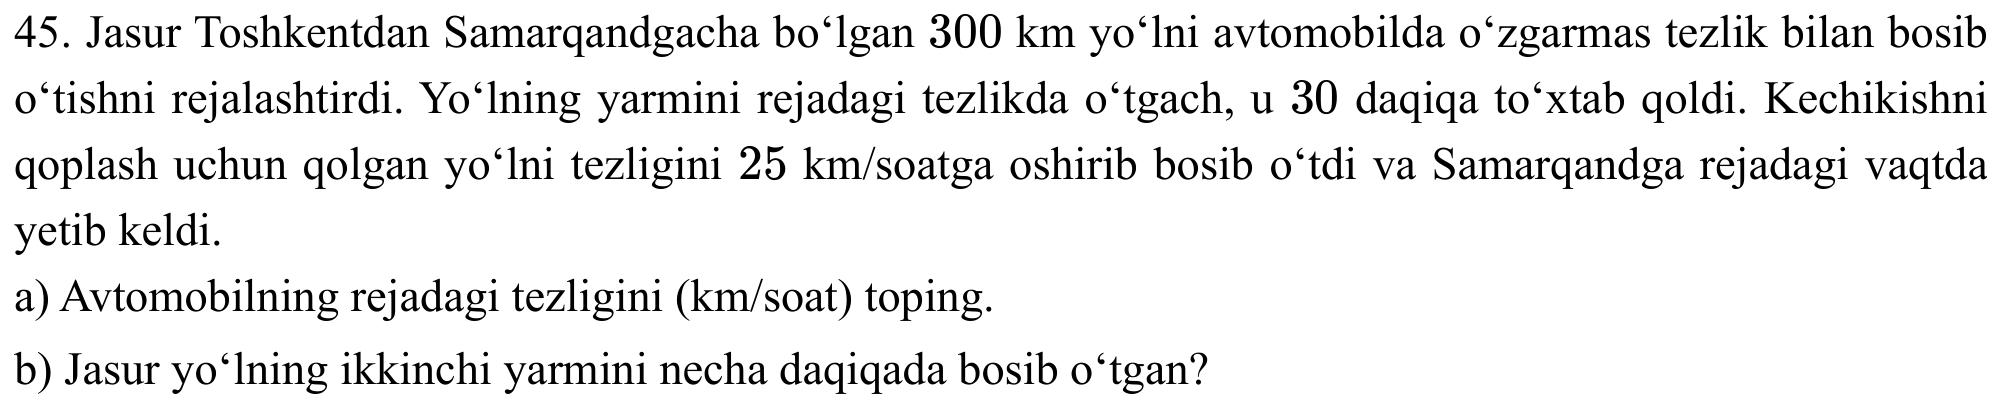 45. Jasur Toshkentdan Samarqandgacha bo‘lgan 300 km yo‘lni avtomobilda o‘zgarmas tezlik bilan bosib
o‘tishni rejalashtirdi. Yo‘lning yarmini rejadagi tezlikda o‘tgach, u 30 daqiqa to‘xtab qoldi. Kechikishni
qoplash uchun qolgan yo‘lni tezligini 25 km/soatga oshirib bosib o‘tdi va Samarqandga rejadagi vaqtda
yetib keldi.
a) Avtomobilning rejadagi tezligini (km/soat) toping.
b) Jasur yo‘lning ikkinchi yarmini necha daqiqada bosib o‘tgan?